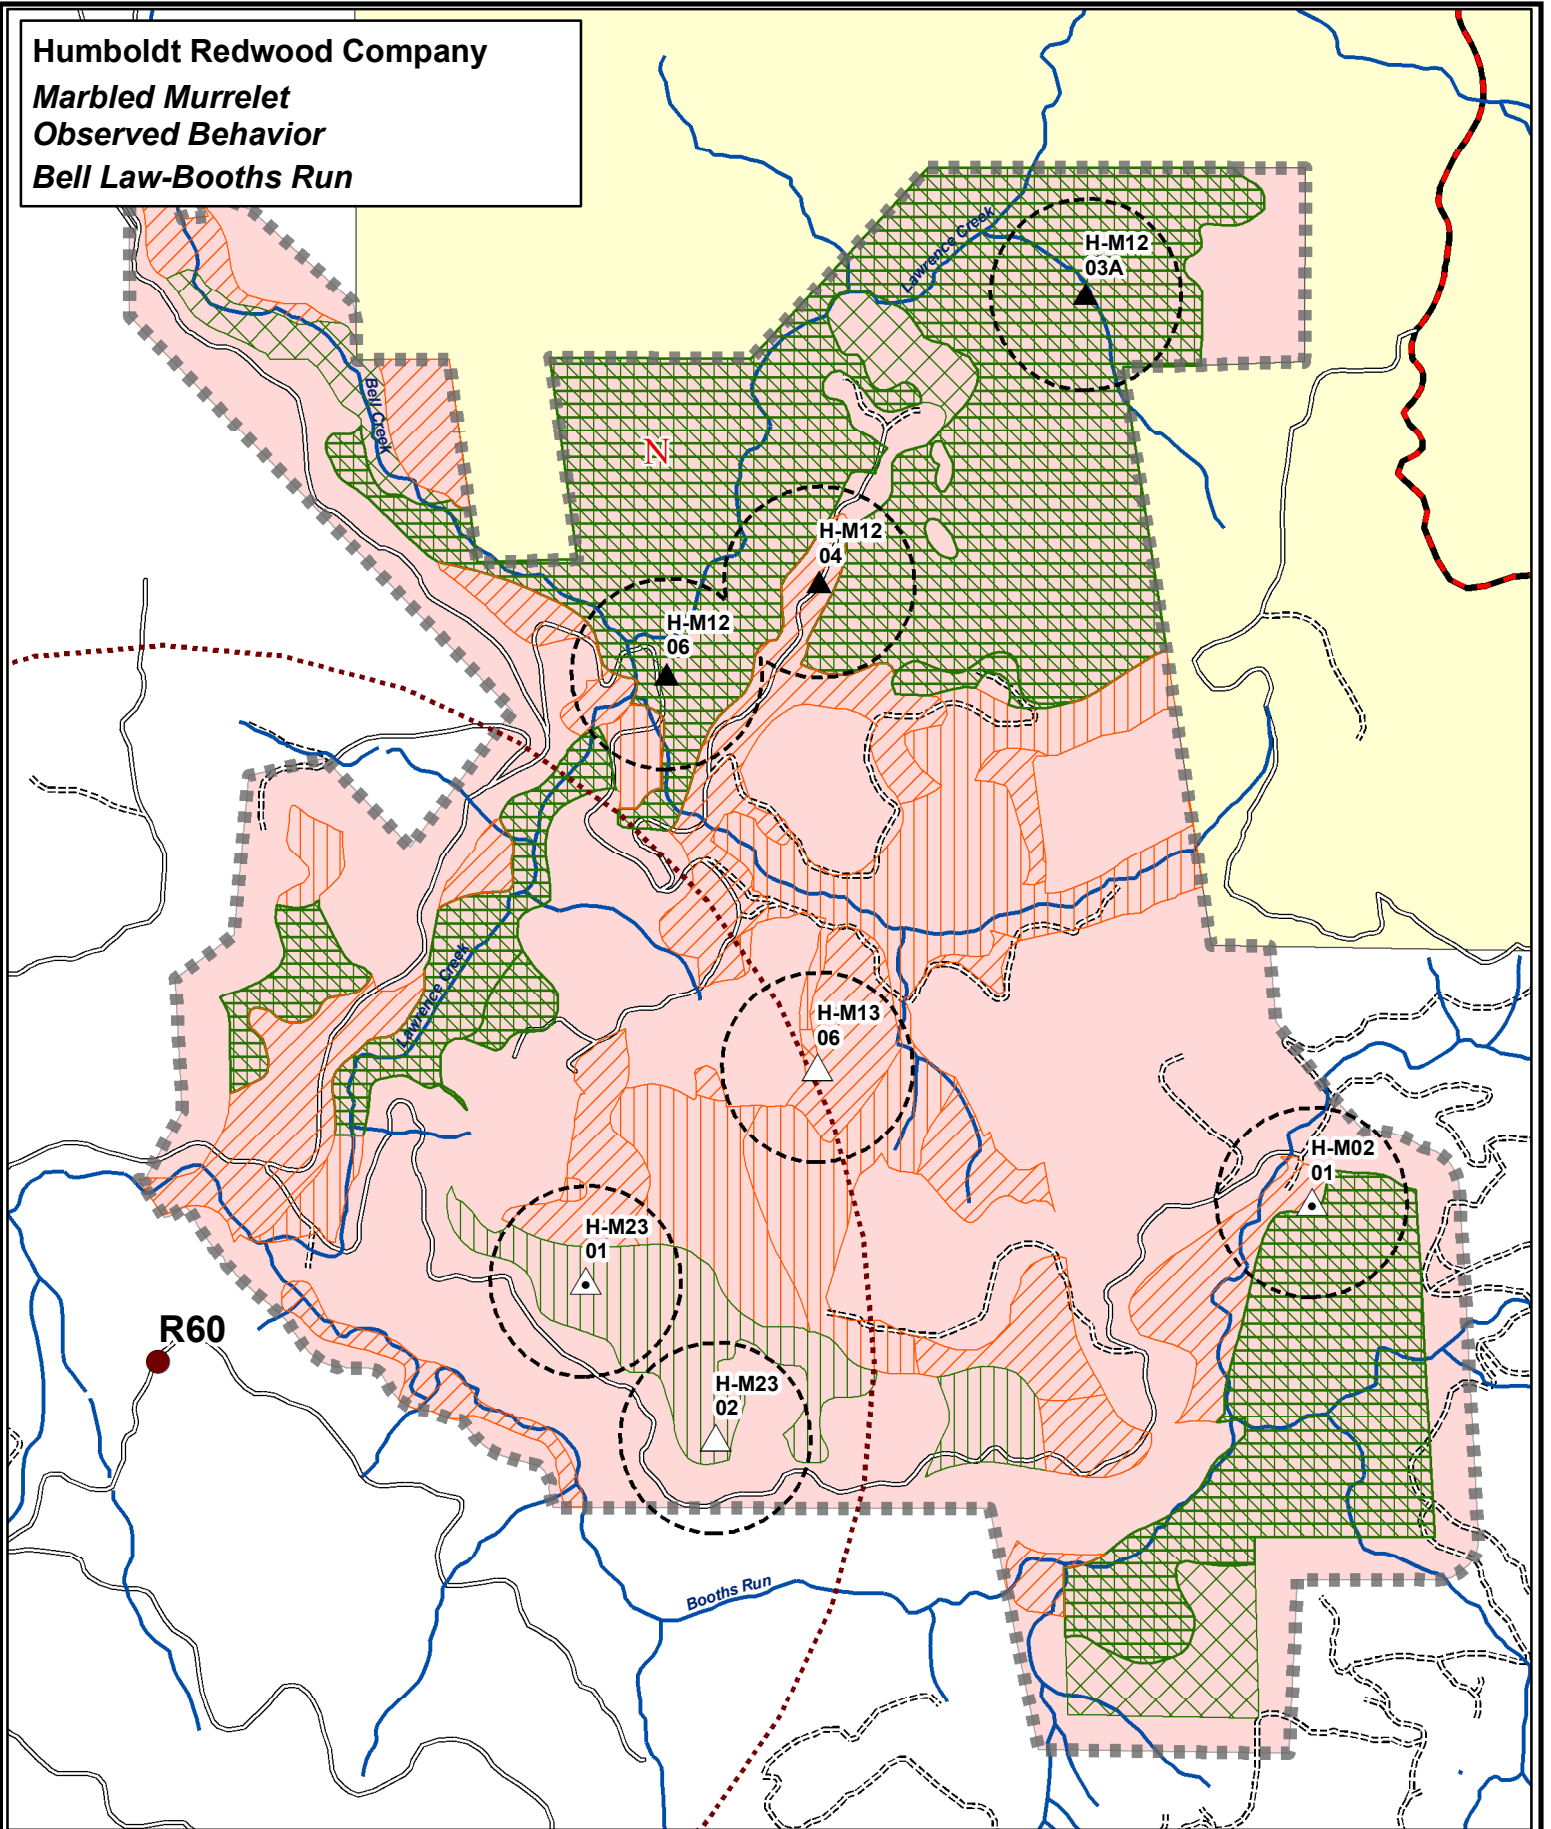 Humboldt Redwood Company
Marbled Murrelet
Observed Behavior
Bell Law-Booths Run
Lawrence Creek
H-M12
03A
Bell Creek
N
H-M12
04
H-M12
06
Lawrence Creek
H-M13
06
H-M02
01
H-M23
01
R60
H-M23
02
Booths Run